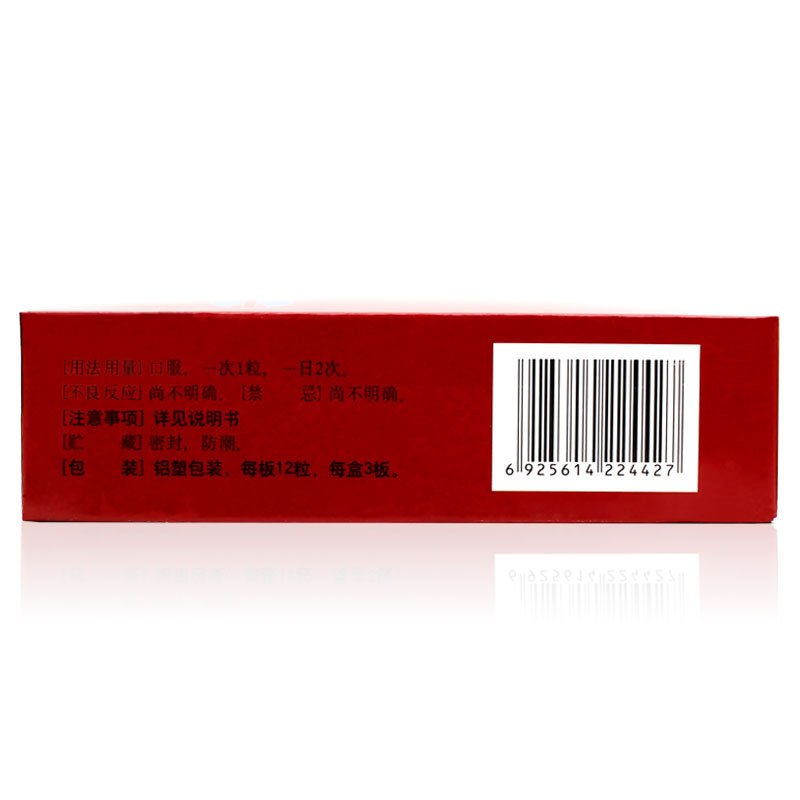 [用法用量] 口服。一次1粒，一日2次。
[不良反应] 尚不明确。[禁 忌] 尚不明确。
[注意事项] 详见说明书
[贮 藏] 密封，防潮。
[包 装] 铝塑包装，每板12粒，每盒3板。
6 925614 224427